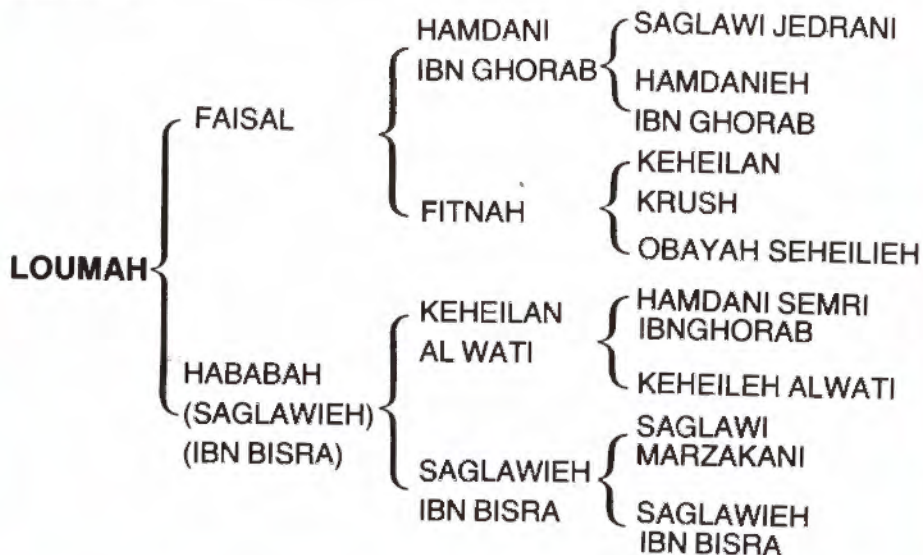 LOUMAH
FAISAL
HABABAH
(SAGLAWIEH)
(IBN BISRA)
HAMDANI
IBN GHORAB
FITNAH
KEHEILAN
AL WATI
SAGLAWIEH
IBN BISRA
SAGLAWI JEDRANI
HAMDANIEH
IBN GHORAB
KEHEILAN
KRUSH
OBAYAH SEHEILIEH
HAMDANI SEMRI
IBNGHORAB
KEHEILEH ALWATI
SAGLAWI
MARZAKANI
SAGLAWIEH
IBN BISRA